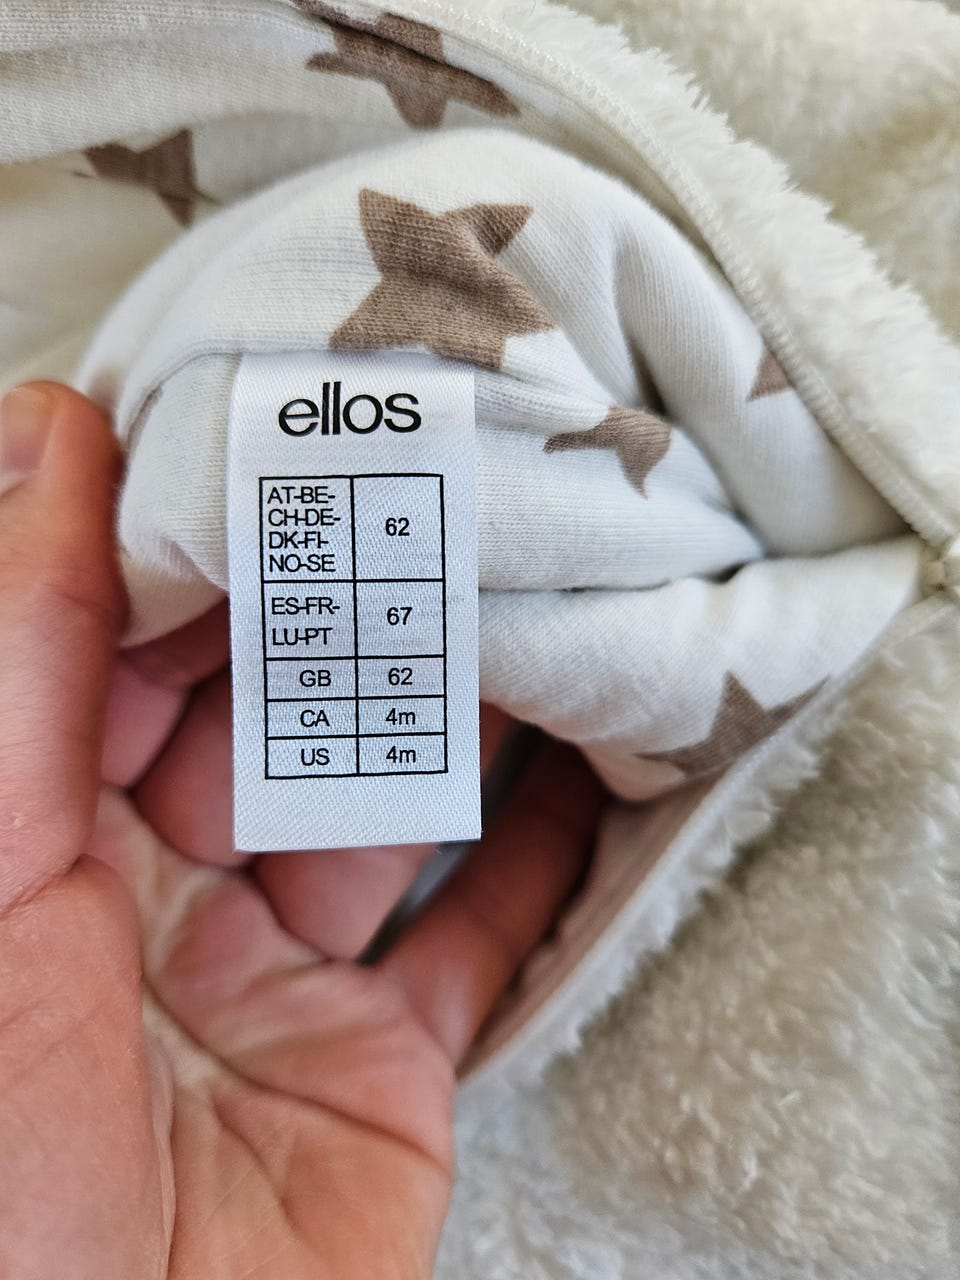 ellos
AT-BE-
CH-DE-
DK-FI-
NO-SE
62
ES-FR-
LU-PT
67
GB 62
CA 4m
US 4m